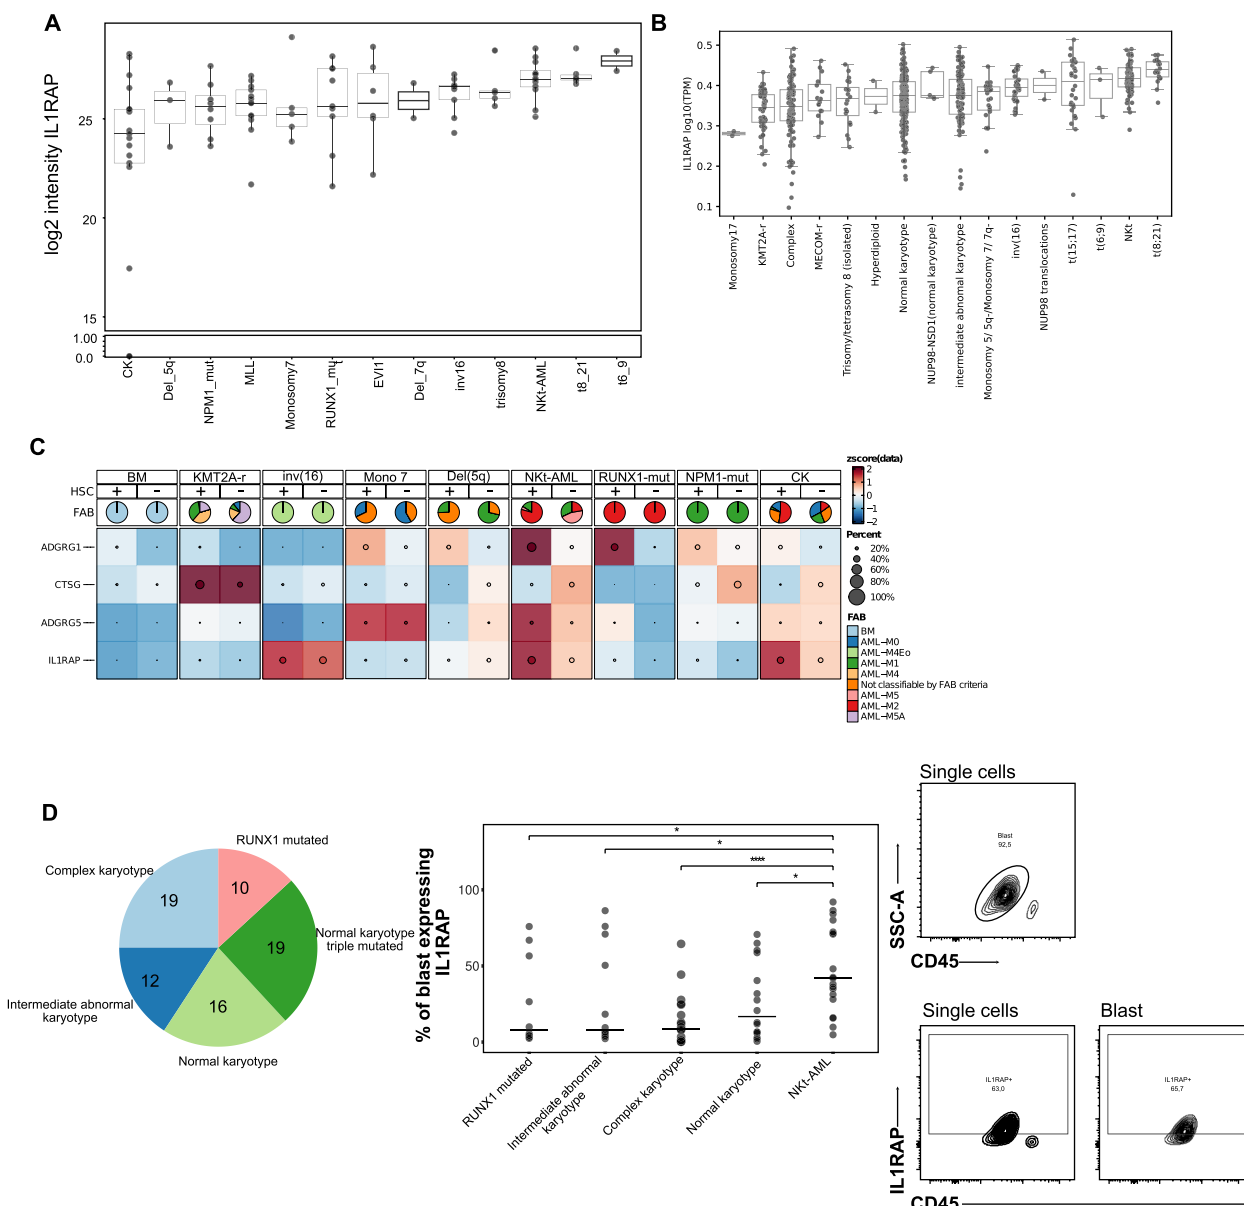 A
log2 intensity IL1RAP
25
20
15
1.00
0.0
CK
Del_5q
NPM1_mut
MLL
Monosomy7
RUNX1_mut
EVI1
Del_7q
inv16
trisomy8
NKt-AML
t8_21
t6_9
B
IL1RAP log10(TPM)
0.5
0.4
0.3
0.2
0.1
Monosomy17
KMT2A-r
Complex
MECOM-r
Trisomy/tetrasomy 8 (isolated)
Hyperdiploid
Normal karyotype
NUP98-NSD1(normal karyotype)
intermediate abnormal karyotype
Monosomy 5/ 5q-/Monosomy 7/ 7q-
inv(16)
NUP98 translocations
t(15;17)
t(6;9)
NKt
t(8;21)
C
BM KMT2A-r inv(16) Mono 7 Del(5q) NKt-AML RUNX1-mut NPM1-mut CK
HSC + − + − + − + − + − + − + − + − + −
FAB
ADGRG1
CTSG
ADGRG5
IL1RAP
zscore(data)
2
1
0
−1
−2
Percent
20%
40%
60%
80%
100%
FAB
BM
AML−M0
AML−M4Eo
AML−M1
AML−M4
Not classifiable by FAB criteria
AML−M5
AML−M2
AML−M5A
D
RUNX1 mutated
Complex karyotype
10
19
Normal karyotype
triple mutated
19
12
16
Intermediate abnormal
karyotype
Normal karyotype
% of blast expressing
IL1RAP
100
50
0
*
*
****
*
RUNX1 mutated
Intermediate abnormal
karyotype
Complex karyotype
Normal karyotype
NKt-AML
Single cells
Blast
92,5
SSC-A
CD45
Single cells
Blast
IL1RAP+
63,0
IL1RAP+
65,7
IL1RAP
CD45